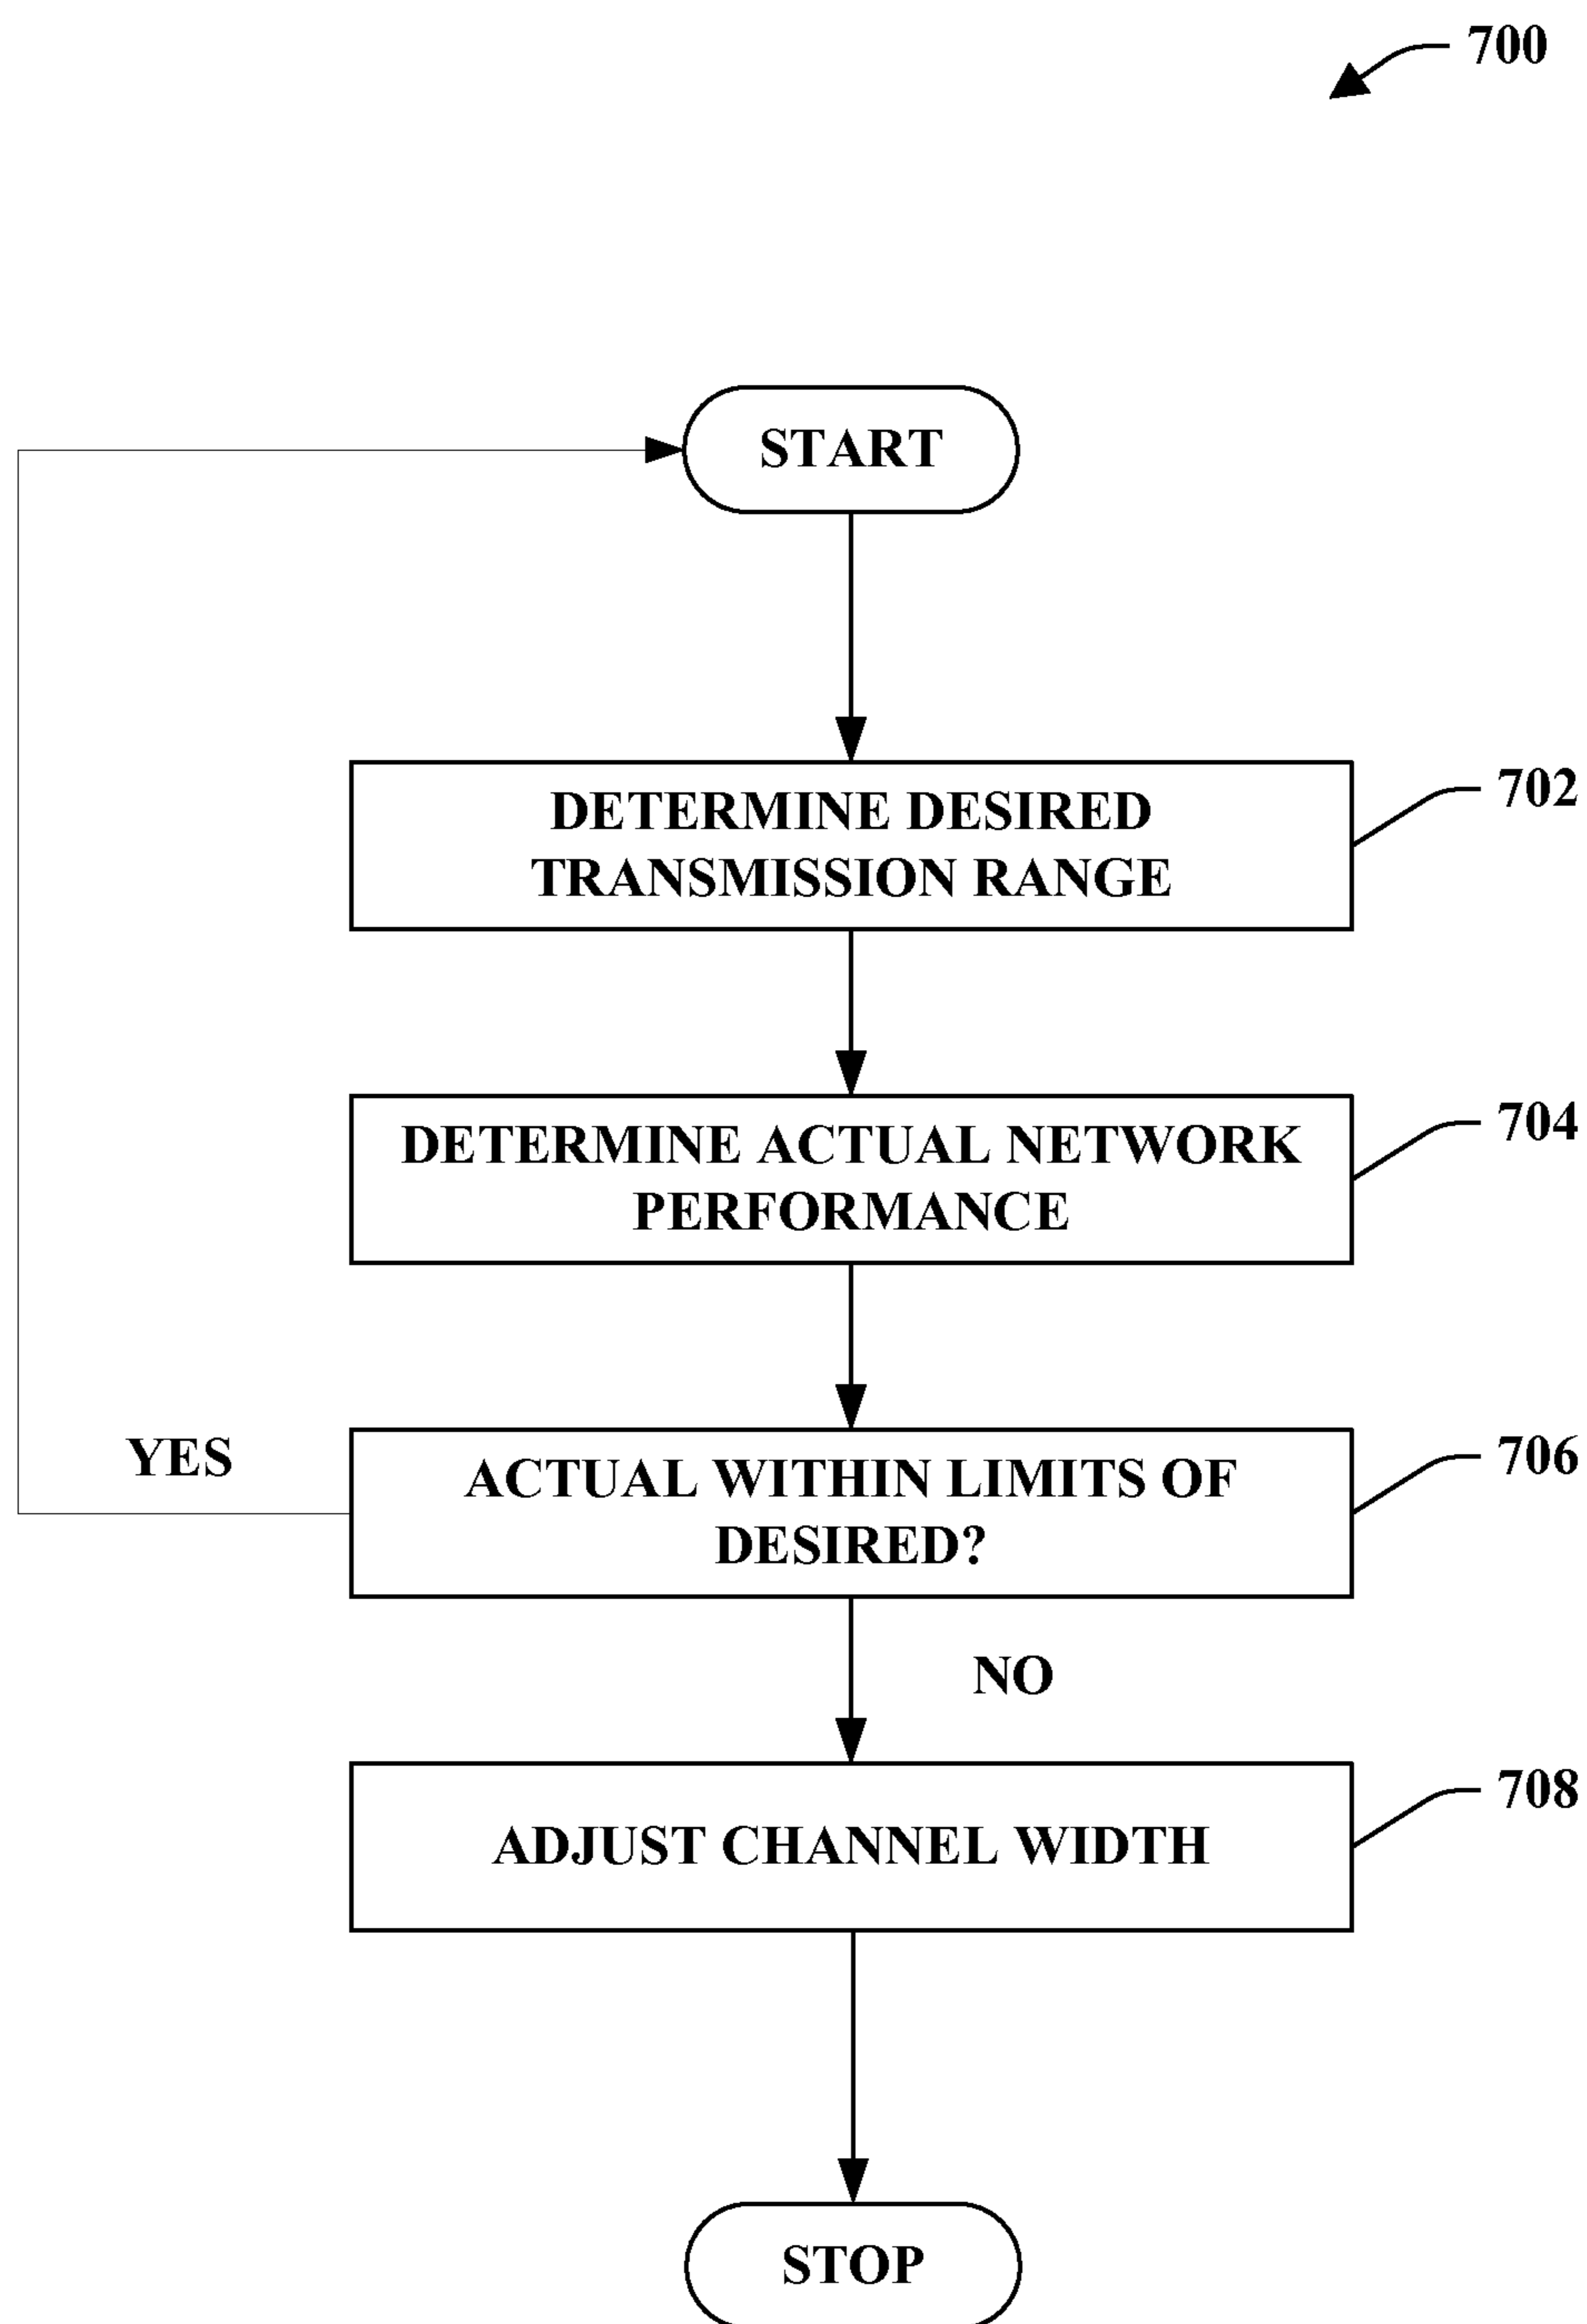 700
START
DETERMINE DESIRED
TRANSMISSION RANGE
702
DETERMINE ACTUAL NETWORK
PERFORMANCE
704
YES
ACTUAL WITHIN LIMITS OF
DESIRED?
706
NO
ADJUST CHANNEL WIDTH
708
STOP